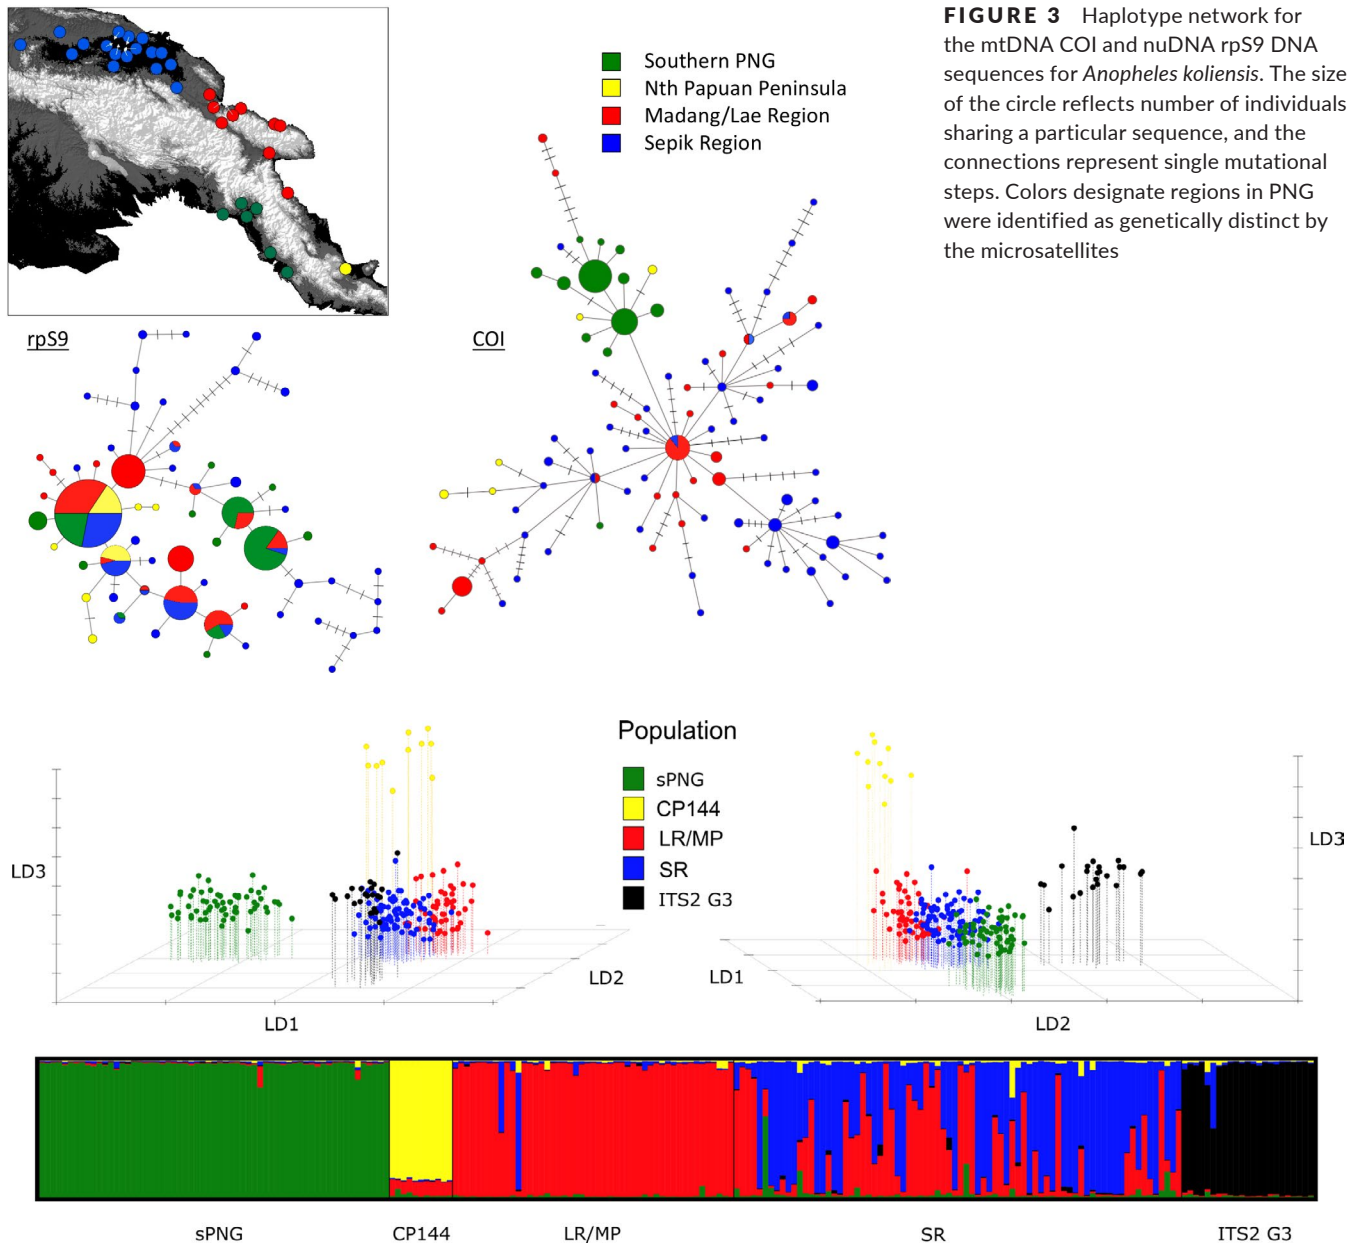 FIGURE 3 Haplotype network for
the mtDNA COI and nuDNA rpS9 DNA
sequences for Anopheles koliensis. The size
of the circle reflects number of individuals
sharing a particular sequence, and the
connections represent single mutational
steps. Colors designate regions in PNG
were identified as genetically distinct by
the microsatellites
Southern PNG
Nth Papuan Peninsula
Madang/Lae Region
Sepik Region
rpS9
COI
Population
sPNG
CP144
LR/MP
SR
ITS2 G3
LD3
LD2
LD1
LD3
LD1
LD2
sPNG
CP144
LR/MP
SR
ITS2 G3